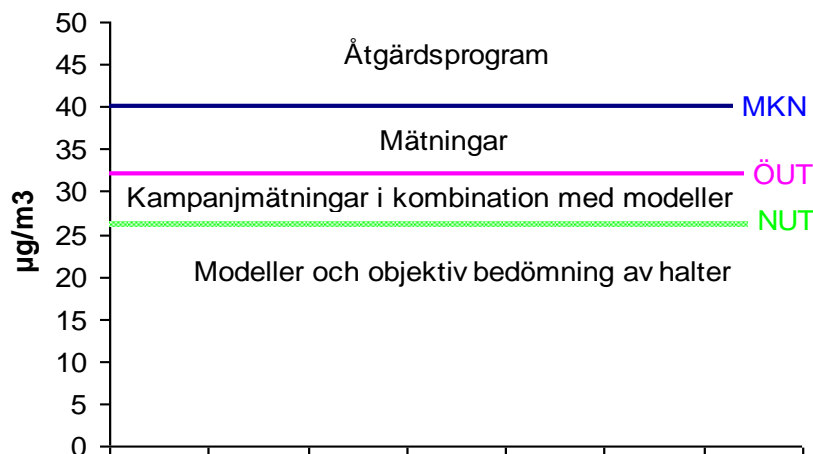 50
Åtgärdsprogram
45
40
MKN
Mätningar
35
ÖUT
30
Kampanjmätningar i kombination med modeller
25
NUT
Modeller och objektiv bedömning av halter
20
15
10
5
0
µg/m3